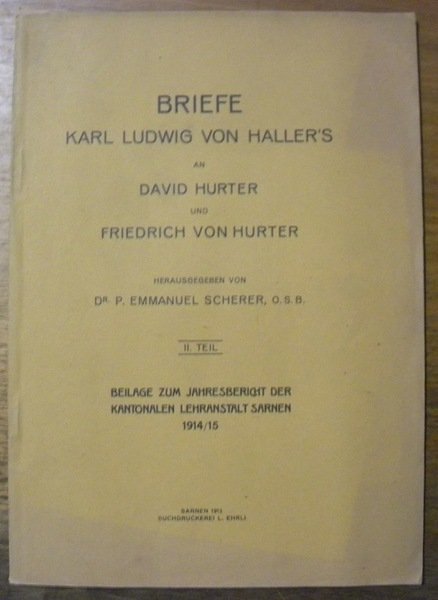 BRIEFE
KARL LUDWIG VON HALLER'S
AN
DAVID HURTER
UND
FRIEDRICH VON HURTER
HERAUSGEGEBEN VON
DR. P. EMMANUEL SCHERER, O. S. B.
II. TEIL
BEILAGE ZUM JAHRESBERICHT DER
KANTONALEN LEHRANSTALT SARNEN
1914/15
SARNEN
BUCHDRUCKEREI L. EHRLI